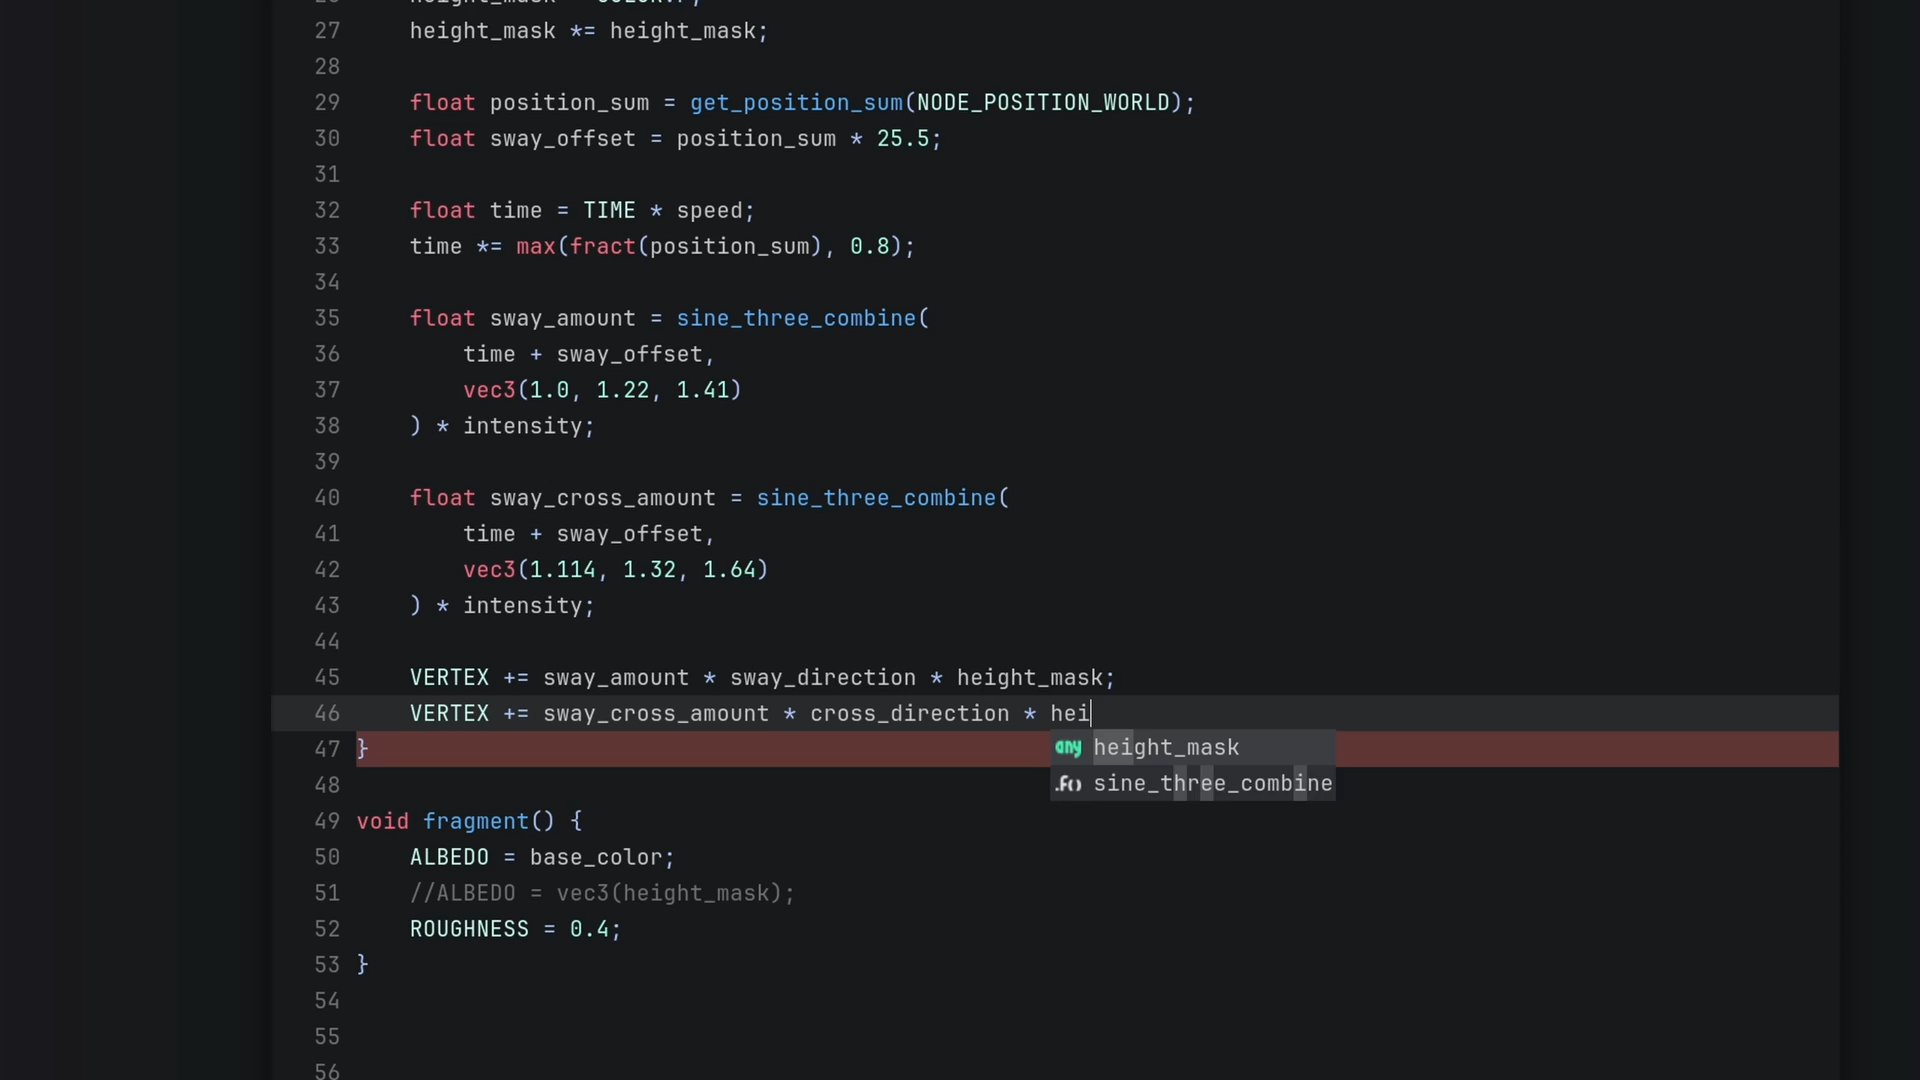 27 height_mask *= height_mask;
28
29 float position_sum = get_position_sum(NODE_POSITION_WORLD);
30 float sway_offset = position_sum * 25.5;
31
32 float time = TIME * speed;
33 time *= max(fract(position_sum), 0.8);
34
35 float sway_amount = sine_three_combine(
36 time + sway_offset,
37 vec3(1.0, 1.22, 1.41)
38 ) * intensity;
39
40 float sway_cross_amount = sine_three_combine(
41 time + sway_offset,
42 vec3(1.114, 1.32, 1.64)
43 ) * intensity;
44
45 VERTEX += sway_amount * sway_direction * height_mask;
46 VERTEX += sway_cross_amount * cross_direction * hei
47 }
any height_mask
48
.f() sine_three_combine
49 void fragment() {
50 ALBEDO = base_color;
51 //ALBEDO = vec3(height_mask);
52 ROUGHNESS = 0.4;
53 }
54
55
56